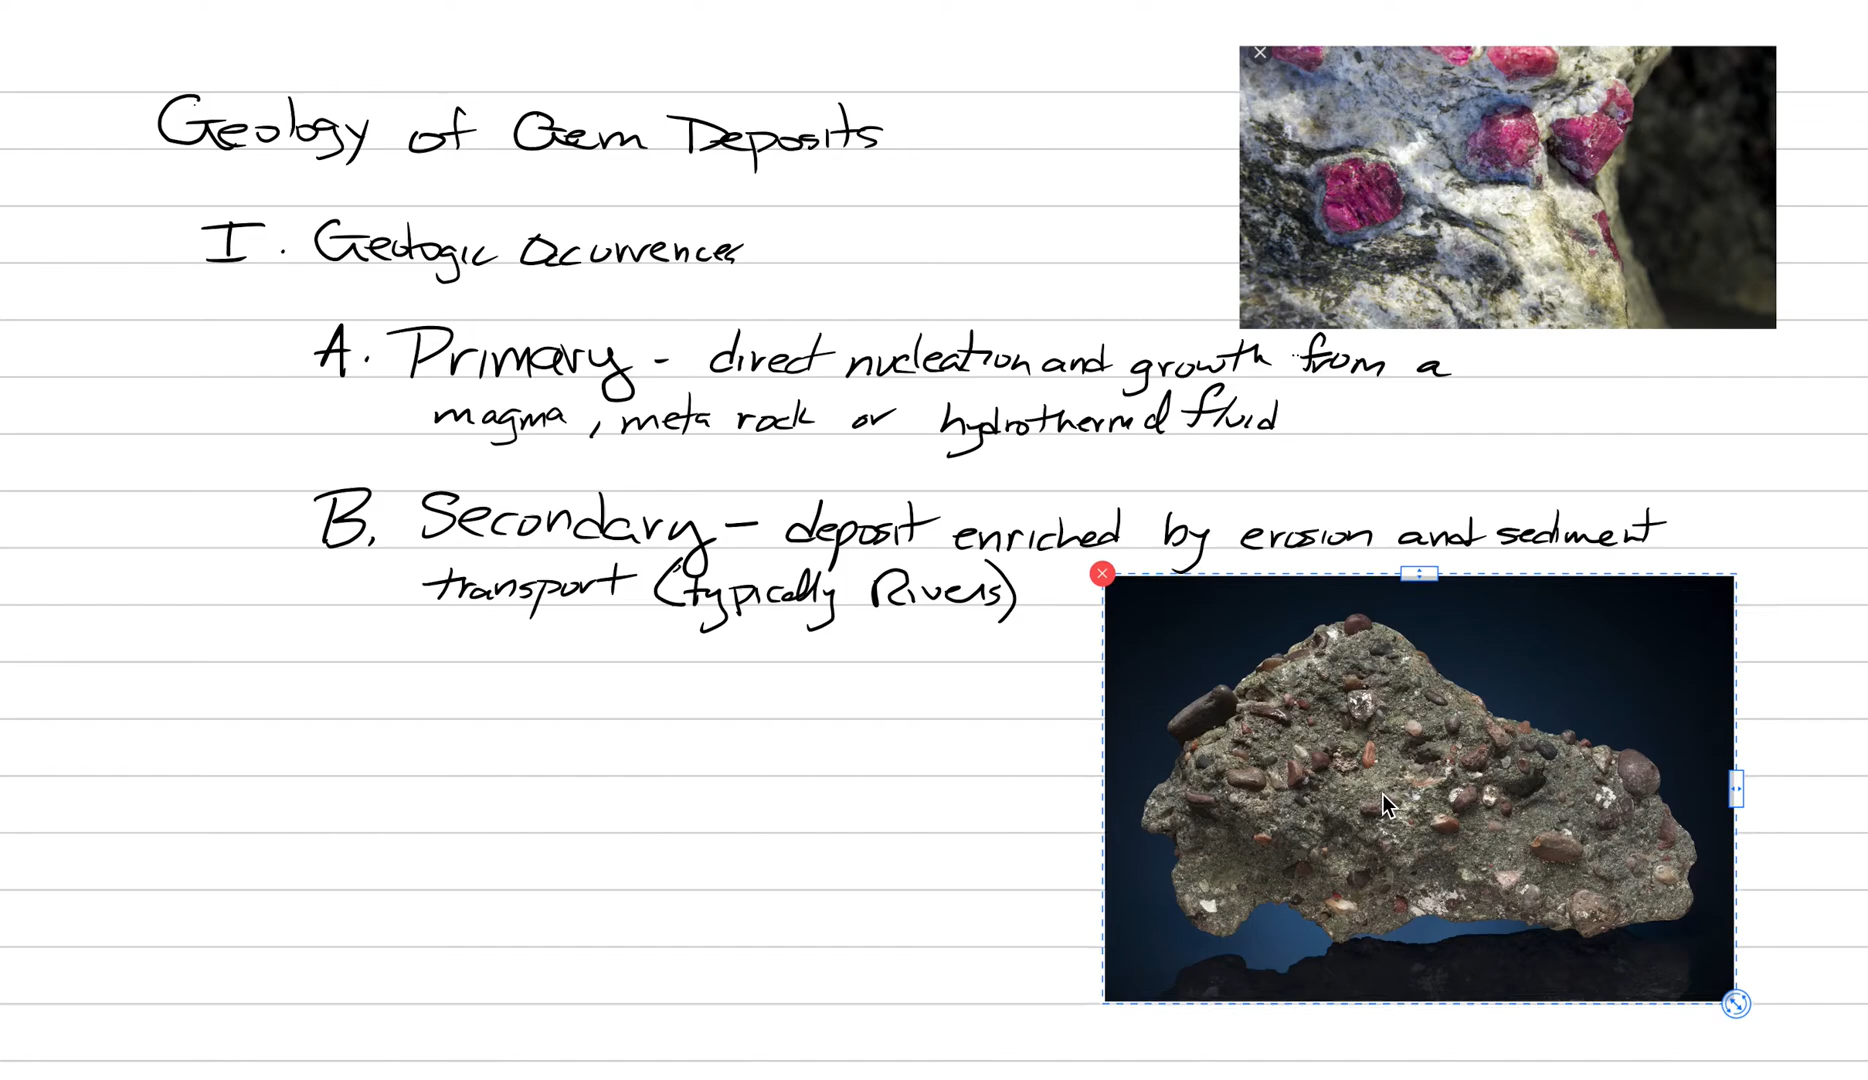 Geology of Gem Deposits
I. Geologic Ocurrences
A. Primary - direct nucleation and growth from a
magma, meta rock or hydrothermal fluid
B. Secondary - deposit enriched by erosion and sediment
transport (typically Rivers)